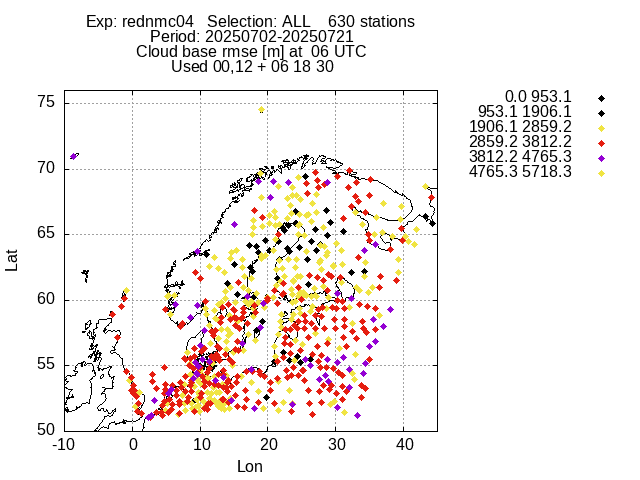 Exp: rednmc04   Selection: ALL    630 stations
Period: 20250702-20250721
Cloud base rmse [m] at  06 UTC
Used 00,12 + 06 18 30
0.0 953.1
953.1 1906.1
1906.1 2859.2
2859.2 3812.2
3812.2 4765.3
4765.3 5718.3
75
70
65
60
55
50
Lat
-10 0 10 20 30 40
Lon